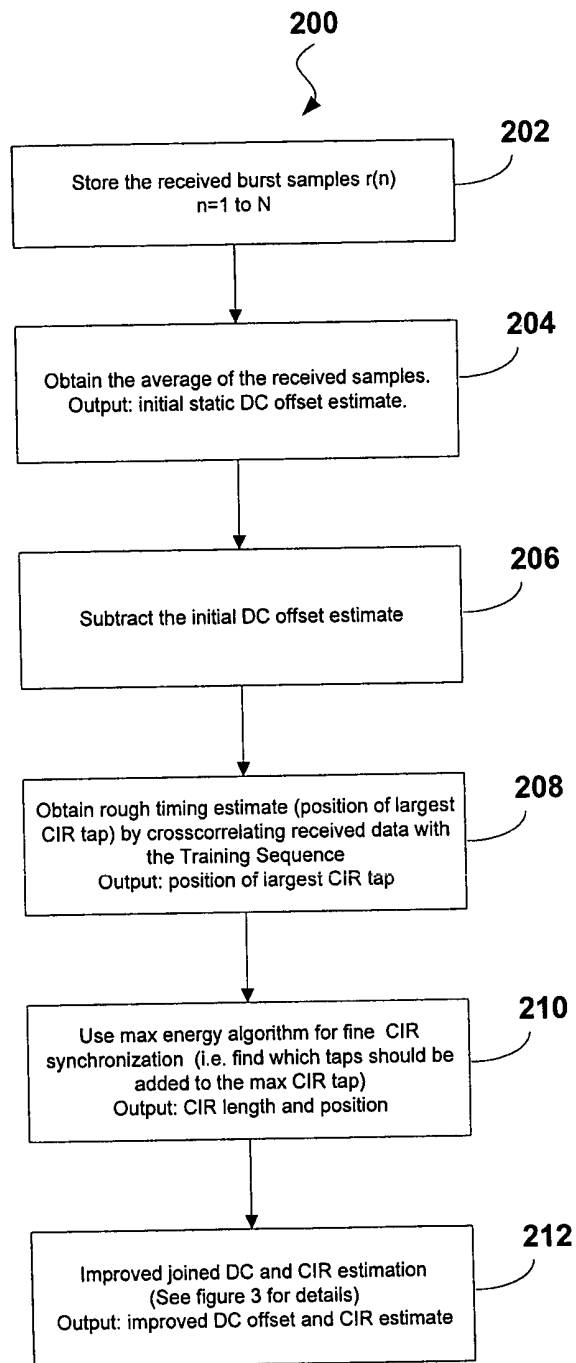 200
202
Store the received burst samples r(n)
n=1 to N
204
Obtain the average of the received samples.
Output: initial static DC offset estimate.
206
Subtract the initial DC offset estimate
208
Obtain rough timing estimate (position of largest
CIR tap) by crosscorrelating received data with
the Training Sequence
Output: position of largest CIR tap
210
Use max energy algorithm for fine CIR
synchronization (i.e. find which taps should be
added to the max CIR tap)
Output: CIR length and position
212
Improved joined DC and CIR estimation
(See figure 3 for details)
Output: improved DC offset and CIR estimate